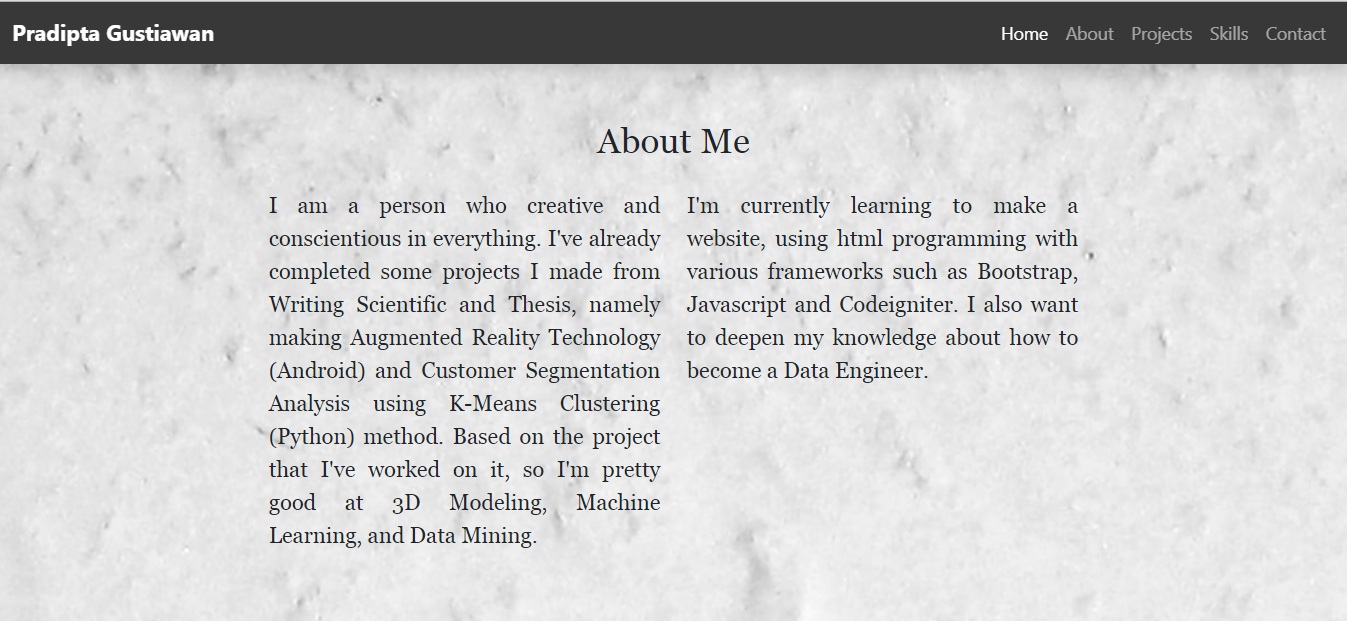 Pradipta Gustiawan
Home About Projects Skills Contact
About Me
I am a person who creative and
conscientious in everything. I've already
completed some projects I made from
Writing Scientific and Thesis, namely
making Augmented Reality Technology
(Android) and Customer Segmentation
Analysis using K-Means Clustering
(Python) method. Based on the project
that I've worked on it, so I'm pretty
good at 3D Modeling, Machine
Learning, and Data Mining.
I'm currently learning to make a
website, using html programming with
various frameworks such as Bootstrap,
Javascript and Codeigniter. I also want
to deepen my knowledge about how to
become a Data Engineer.